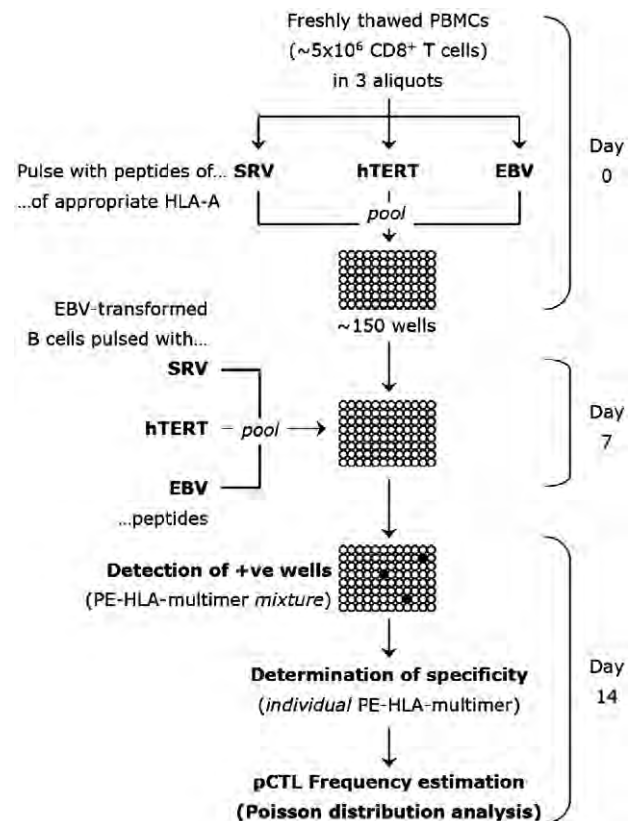 Freshly thawed PBMCs
(~5x10⁶ CD8⁺ T cells)
in 3 aliquots
Pulse with peptides of... SRV hTERT EBV
...of appropriate HLA-A
pool
Day
0
~150 wells
EBV-transformed
B cells pulsed with...
SRV
hTERT
pool
EBV
...peptides
Day
7
Detection of +ve wells
(PE-HLA-multimer mixture)
Determination of specificity
(individual PE-HLA-multimer)
Day
14
pCTL Frequency estimation
(Poisson distribution analysis)